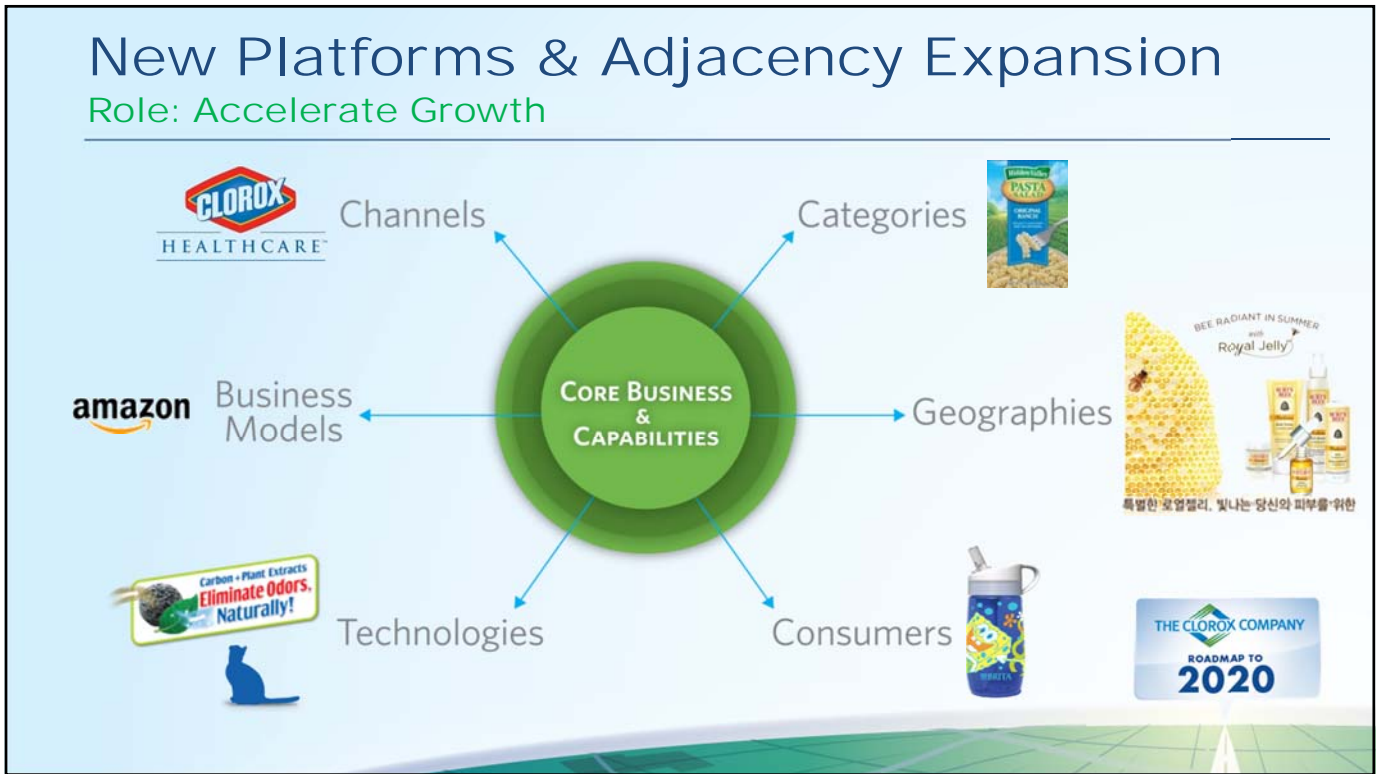 New Platforms & Adjacency Expansion
Role: Accelerate Growth
CLOROX
HEALTHCARE™
Channels
Categories
Hidden Valley
PASTA
SALAD
ORIGINAL
RANCH
amazon
Business
Models
CORE BUSINESS
&
CAPABILITIES
Geographies
BEE RADIANT IN SUMMER
with
Royal Jelly
BURT'S
BEES
특별한 로열젤리, 빛나는 당신의 피부를 위한
Carbon + Plant Extracts
Eliminate Odors,
Naturally!
Technologies
Consumers
BRITA
THE CLOROX COMPANY
ROADMAP TO
2020